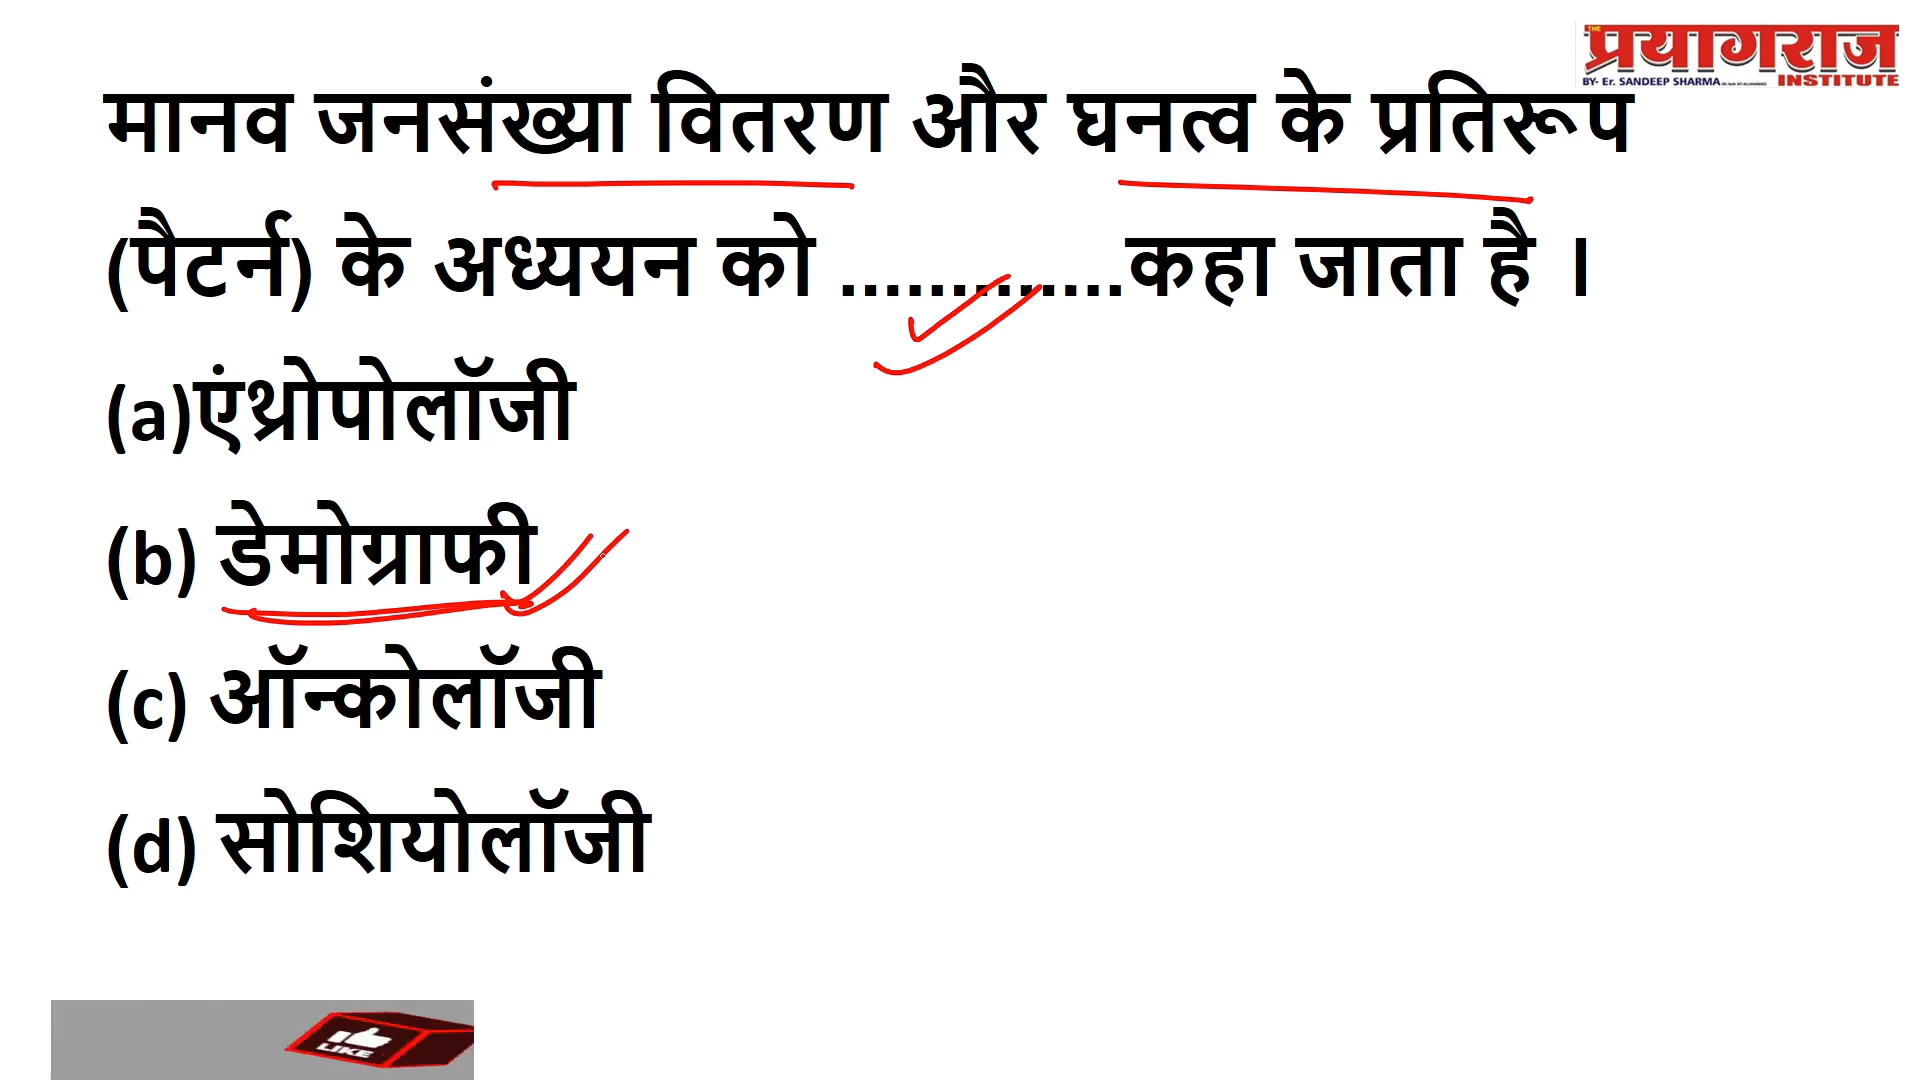 THE
प्रयागराज
BY- Er. SANDEEP SHARMA
INSTITUTE
मानव जनसंख्या वितरण और घनत्व के प्रतिरूप
(पैटर्न) के अध्ययन को .............कहा जाता है ।
(a)एंथ्रोपोलॉजी
(b) डेमोग्राफी
(c) ऑन्कोलॉजी
(d) सोशियोलॉजी
LIKE